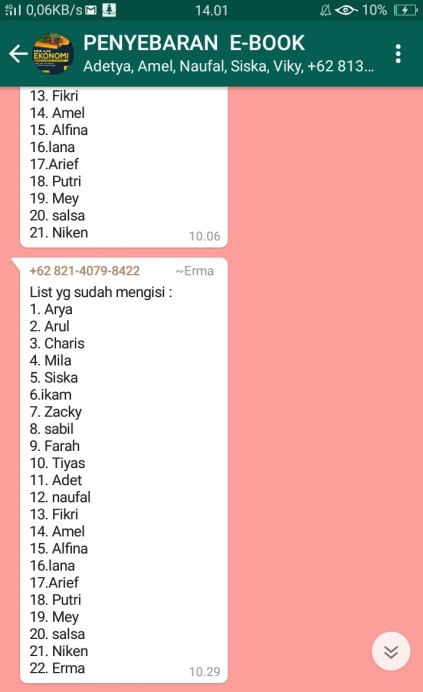 0,06KB/s
14.01
10%
PENYEBARAN E-BOOK
Adetya, Amel, Naufal, Siska, Viky, +62 813...
EKONOMI
13. Fikri
14. Amel
15. Alfina
16.lana
17.Arief
18. Putri
19. Mey
20. salsa
21. Niken
10.06
+62 821-4079-8422 ~Erma
List yg sudah mengisi :
1. Arya
2. Arul
3. Charis
4. Mila
5. Siska
6.ikam
7. Zacky
8. sabil
9. Farah
10. Tiyas
11. Adet
12. naufal
13. Fikri
14. Amel
15. Alfina
16.lana
17.Arief
18. Putri
19. Mey
20. salsa
21. Niken
22. Erma
10.29